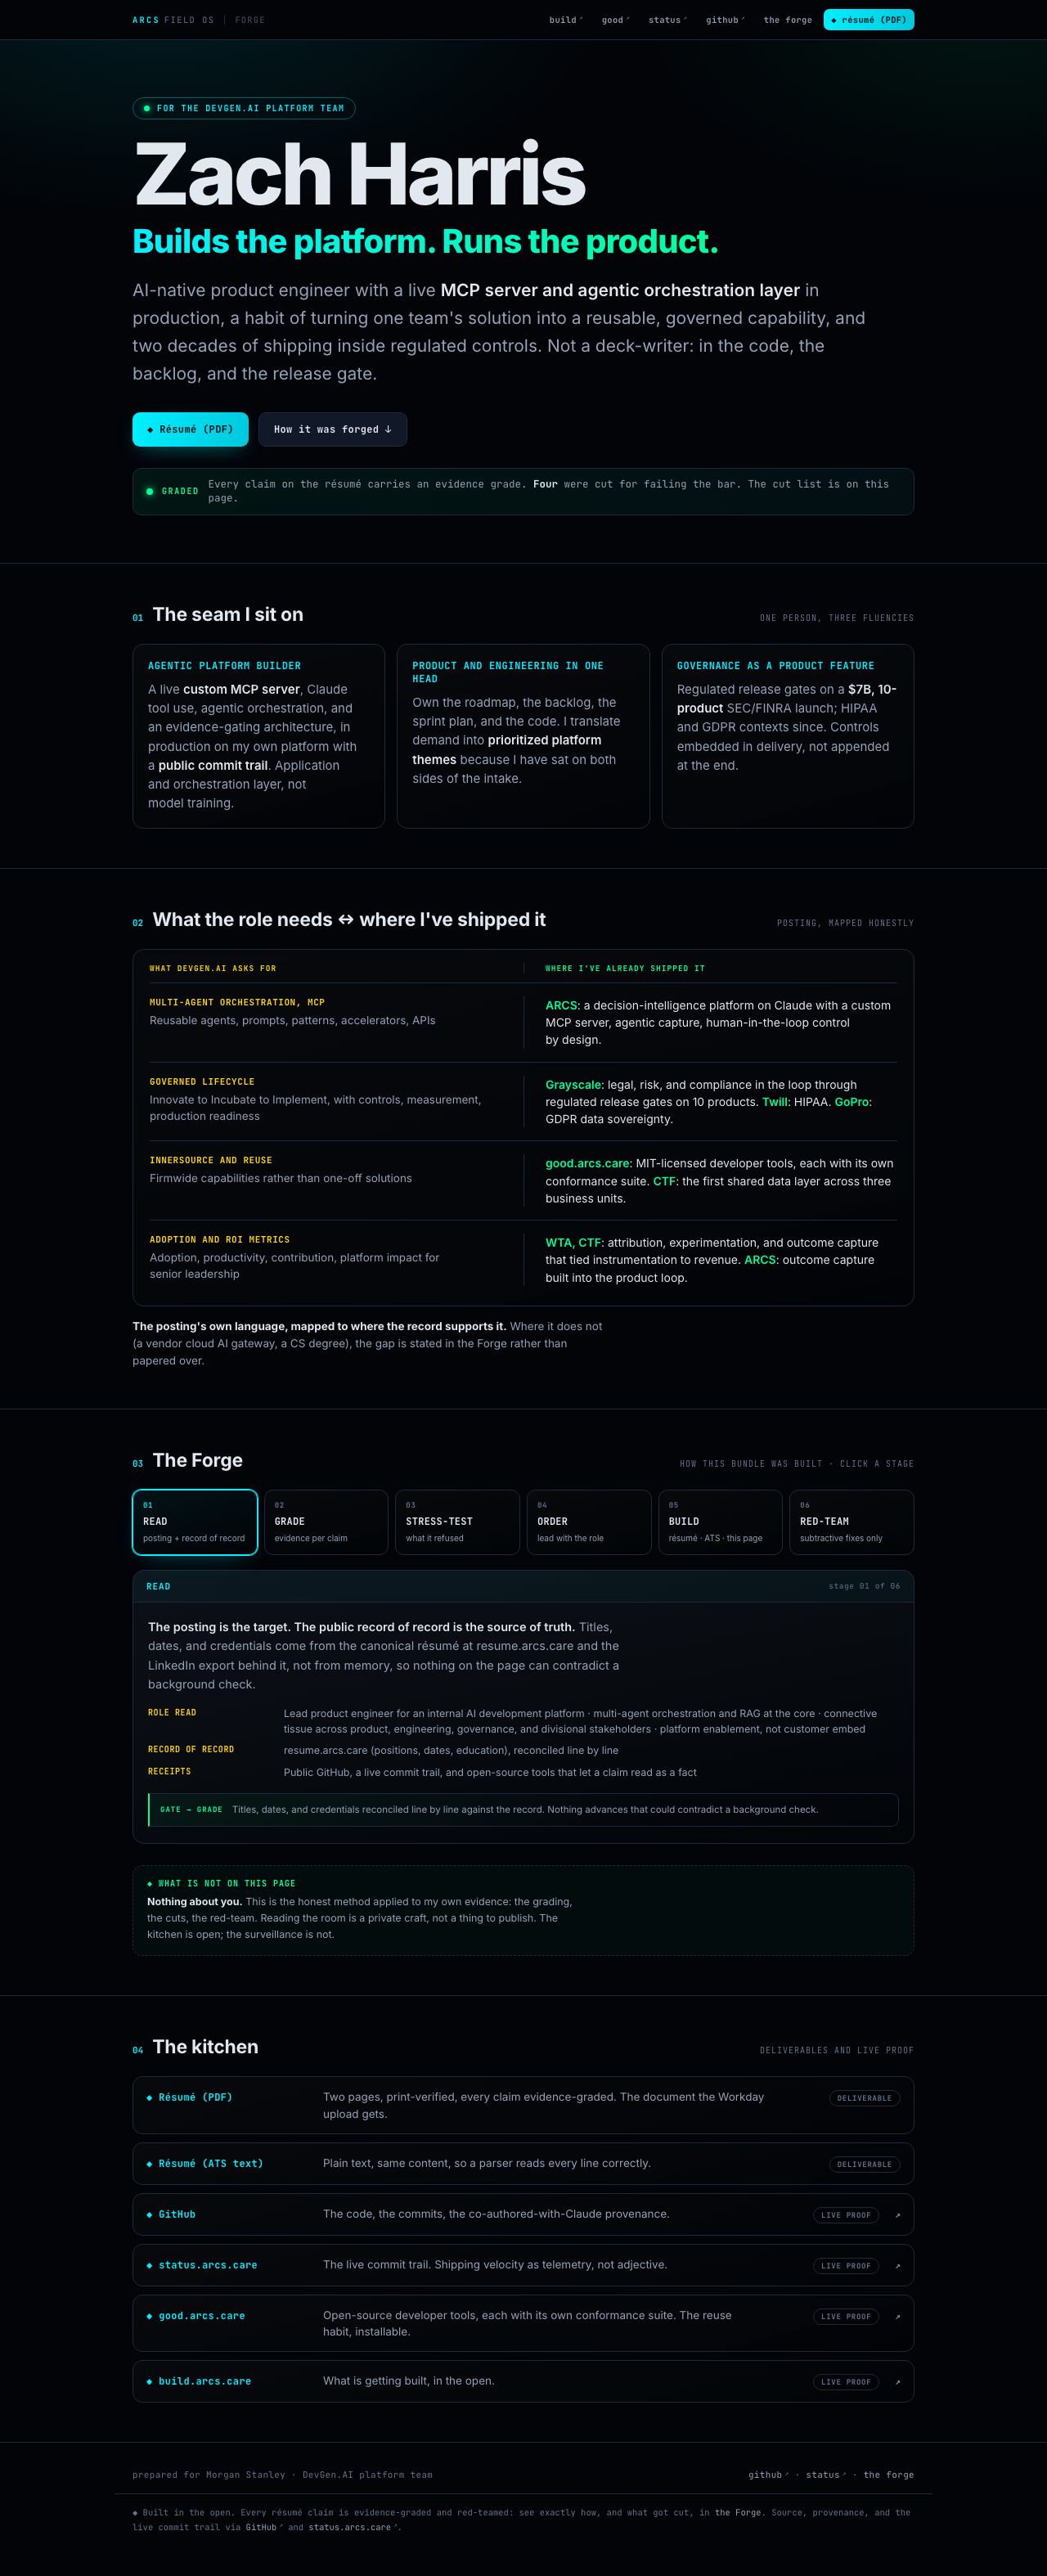 ARCS FIELD OS | FORGE
build↗ good↗ status↗ github↗ the forge ◆ résumé (PDF)
FOR THE DEVGEN.AI PLATFORM TEAM
Zach Harris
Builds the platform. Runs the product.
AI-native product engineer with a live MCP server and agentic orchestration layer in
production, a habit of turning one team's solution into a reusable, governed capability, and
two decades of shipping inside regulated controls. Not a deck-writer: in the code, the
backlog, and the release gate.
◆ Résumé (PDF)
How it was forged ↓
GRADED Every claim on the résumé carries an evidence grade. Four were cut for failing the bar. The cut list is on this
page.
01 The seam I sit on
ONE PERSON, THREE FLUENCIES
AGENTIC PLATFORM BUILDER
A live custom MCP server, Claude
tool use, agentic orchestration, and
an evidence-gating architecture, in
production on my own platform with
a public commit trail. Application
and orchestration layer, not
model training.
PRODUCT AND ENGINEERING IN ONE
HEAD
Own the roadmap, the backlog, the
sprint plan, and the code. I translate
demand into prioritized platform
themes because I have sat on both
sides of the intake.
GOVERNANCE AS A PRODUCT FEATURE
Regulated release gates on a $7B, 10-
product SEC/FINRA launch; HIPAA
and GDPR contexts since. Controls
embedded in delivery, not appended
at the end.
02 What the role needs ↔ where I've shipped it
POSTING, MAPPED HONESTLY
WHAT DEVGEN.AI ASKS FOR
WHERE I'VE ALREADY SHIPPED IT
MULTI-AGENT ORCHESTRATION, MCP
Reusable agents, prompts, patterns, accelerators, APIs
ARCS: a decision-intelligence platform on Claude with a custom
MCP server, agentic capture, human-in-the-loop control
by design.
GOVERNED LIFECYCLE
Innovate to Incubate to Implement, with controls, measurement,
production readiness
Grayscale: legal, risk, and compliance in the loop through
regulated release gates on 10 products. Twill: HIPAA. GoPro:
GDPR data sovereignty.
INNERSOURCE AND REUSE
Firmwide capabilities rather than one-off solutions
good.arcs.care: MIT-licensed developer tools, each with its own
conformance suite. CTF: the first shared data layer across three
business units.
ADOPTION AND ROI METRICS
Adoption, productivity, contribution, platform impact for
senior leadership
WTA, CTF: attribution, experimentation, and outcome capture
that tied instrumentation to revenue. ARCS: outcome capture
built into the product loop.
The posting's own language, mapped to where the record supports it. Where it does not
(a vendor cloud AI gateway, a CS degree), the gap is stated in the Forge rather than
papered over.
03 The Forge
HOW THIS BUNDLE WAS BUILT · CLICK A STAGE
01
READ
posting + record of record
02
GRADE
evidence per claim
03
STRESS-TEST
what it refused
04
ORDER
lead with the role
05
BUILD
résumé · ATS · this page
06
RED-TEAM
subtractive fixes only
READ
stage 01 of 06
The posting is the target. The public record of record is the source of truth. Titles,
dates, and credentials come from the canonical résumé at resume.arcs.care and the
LinkedIn export behind it, not from memory, so nothing on the page can contradict a
background check.
ROLE READ
Lead product engineer for an internal AI development platform · multi-agent orchestration and RAG at the core · connective
tissue across product, engineering, governance, and divisional stakeholders · platform enablement, not customer embed
RECORD OF RECORD
resume.arcs.care (positions, dates, education), reconciled line by line
RECEIPTS
Public GitHub, a live commit trail, and open-source tools that let a claim read as a fact
GATE → GRADE Titles, dates, and credentials reconciled line by line against the record. Nothing advances that could contradict a background check.
◆ WHAT IS NOT ON THIS PAGE
Nothing about you. This is the honest method applied to my own evidence: the grading,
the cuts, the red-team. Reading the room is a private craft, not a thing to publish. The
kitchen is open; the surveillance is not.
04 The kitchen
DELIVERABLES AND LIVE PROOF
◆ Résumé (PDF)
Two pages, print-verified, every claim evidence-graded. The document the Workday
upload gets.
DELIVERABLE
◆ Résumé (ATS text)
Plain text, same content, so a parser reads every line correctly.
DELIVERABLE
◆ GitHub
The code, the commits, the co-authored-with-Claude provenance.
LIVE PROOF ↗
◆ status.arcs.care
The live commit trail. Shipping velocity as telemetry, not adjective.
LIVE PROOF ↗
◆ good.arcs.care
Open-source developer tools, each with its own conformance suite. The reuse
habit, installable.
LIVE PROOF ↗
◆ build.arcs.care
What is getting built, in the open.
LIVE PROOF ↗
prepared for Morgan Stanley · DevGen.AI platform team
github↗ · status↗ · the forge
◆ Built in the open. Every résumé claim is evidence-graded and red-teamed: see exactly how, and what got cut, in the Forge. Source, provenance, and the
live commit trail via GitHub↗ and status.arcs.care↗.